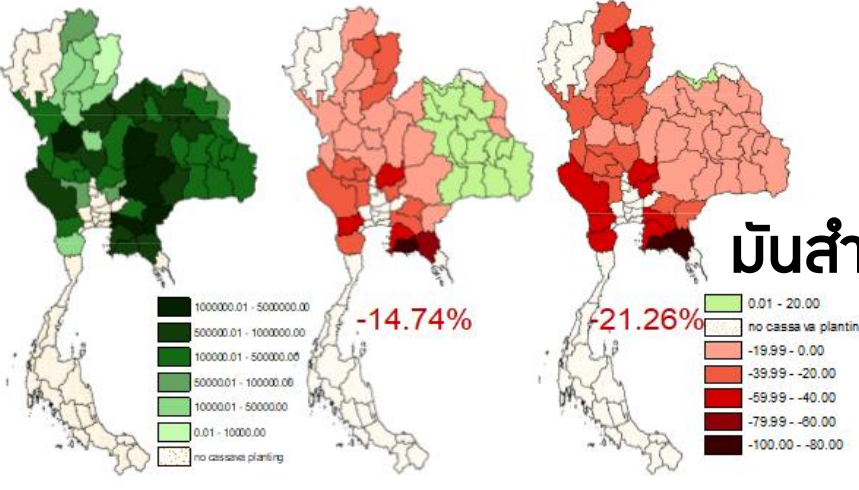 มันสำ
1000000.01 - 5000000.00
500000.01 - 1000000.00
100000.01 - 500000.00
50000.01 - 100000.00
10000.01 - 50000.00
0.01 - 10000.00
no cassava planting
-14.74%
-21.26%
0.01 - 20.00
no cassava plantin
-19.99 - 0.00
-39.99 - -20.00
-59.99 - -40.00
-79.99 - -60.00
-100.00 - -80.00